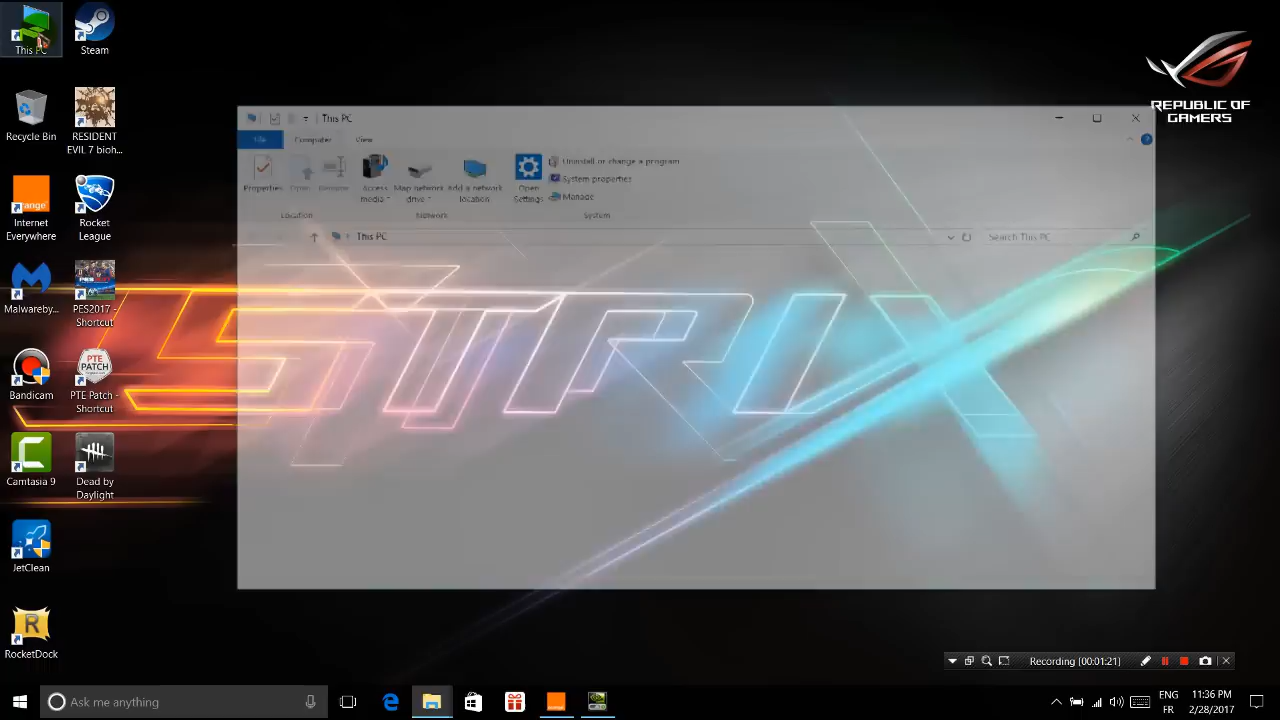 This PC
Steam
Recycle Bin
RESIDENT
EVIL 7 bioh...
Internet
Everywhere
Rocket
League
Malwareby...
PES2017 -
Shortcut
Bandicam
PTE Patch -
Shortcut
Camtasia 9
Dead by
Daylight
JetClean
RocketDock
orange
PTE
PATCH
REPUBLIC OF
GAMERS
STRIX
This PC
File
Computer
View
Properties
Open
Rename
Access
media
Map network
drive
Add a network
location
Open
Settings
Uninstall or change a program
System properties
Manage
Location
Network
System
This PC
Search This PC
Recording [00:01:21]
Ask me anything
ENG
FR
11:36 PM
2/28/2017